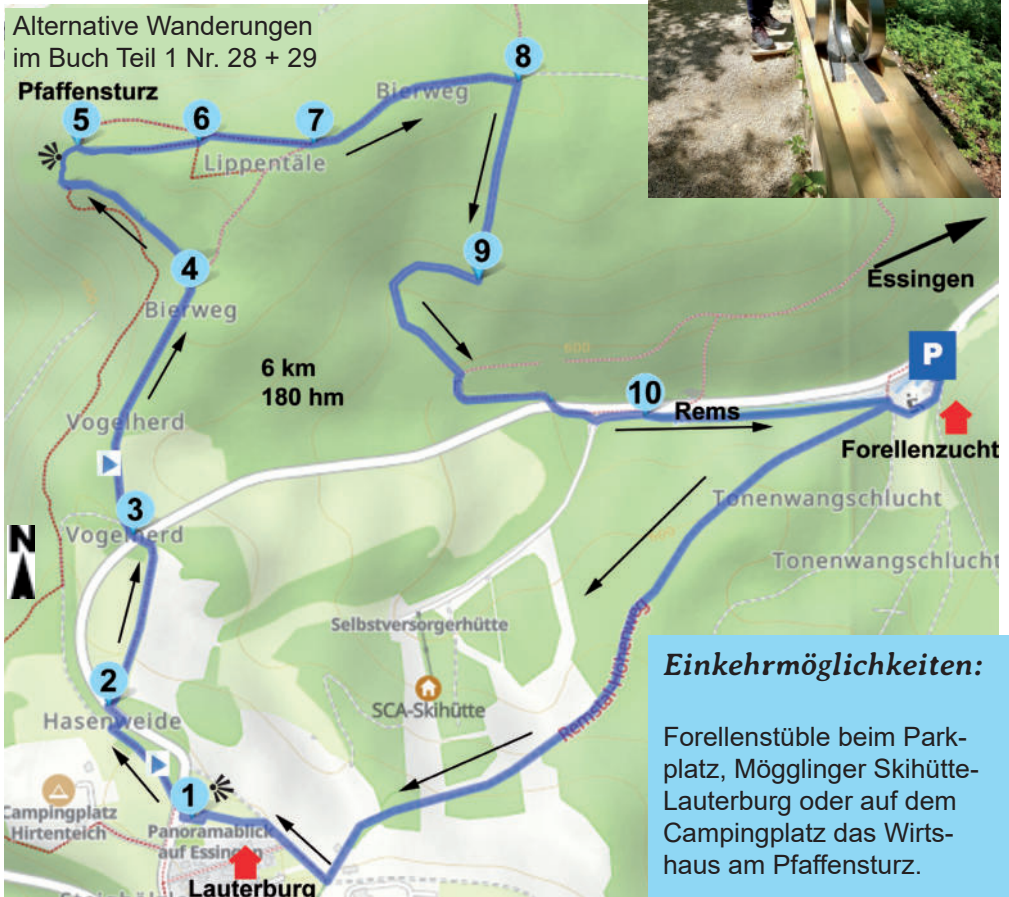 Alternative Wanderungen
im Buch Teil 1 Nr. 28 + 29
Pfaffensturz
5
6
7
8
Bierweg
Lippentäle
9
4
Bierweg
Essingen
6 km
180 hm
600
P
10
Rems
Forellenzucht
Vogelherd
3
Vogelherd
N
Tonenwangschlucht
Tonenwangschlucht
Selbstversorgerhütte
SCA-Skihütte
Remstal-Höhenweg
2
Hasenweide
1
Campingplatz
Hirtenteich
Panoramablick
auf Essingen
Lauterburg
Einkehrmöglichkeiten:
Forellenstüble beim Park-
platz, Mögglinger Skihütte-
Lauterburg oder auf dem
Campingplatz das Wirts-
haus am Pfaffensturz.